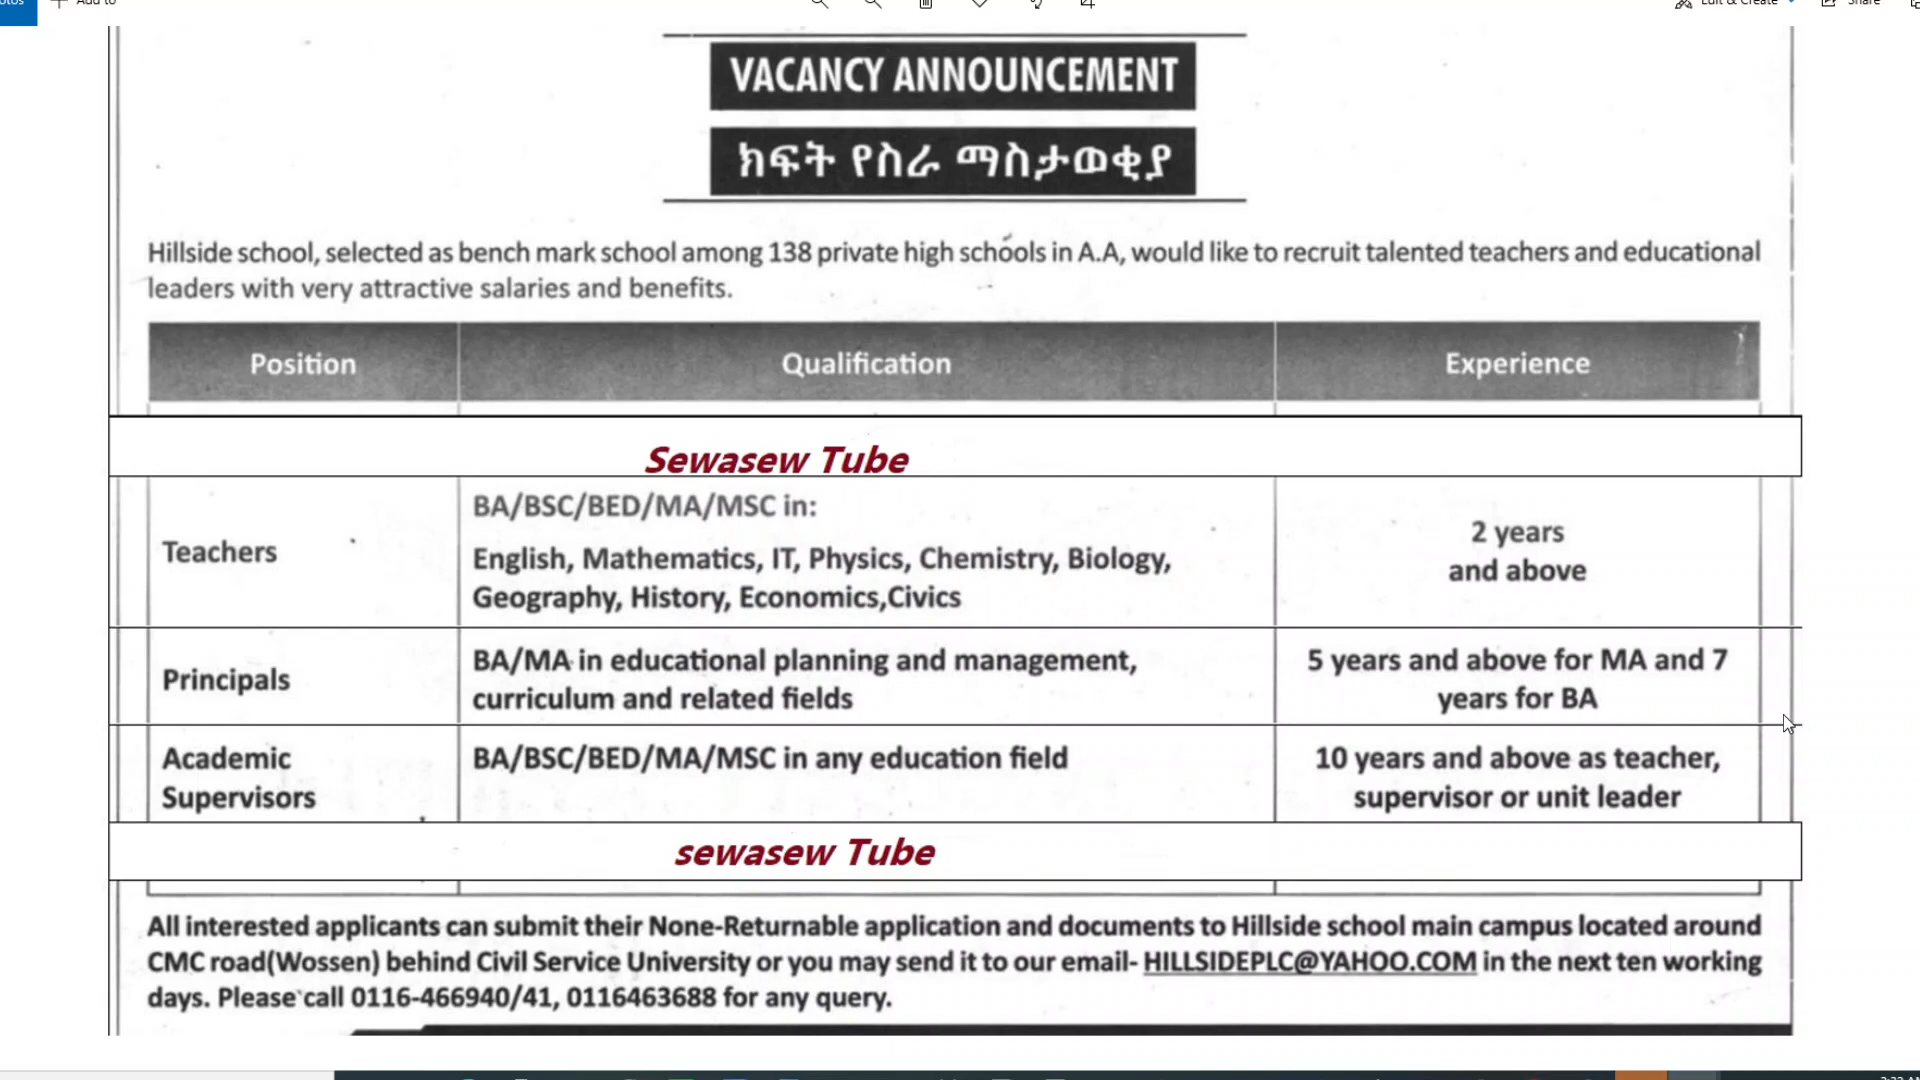 Add to
Edit & Create
Share
VACANCY ANNOUNCEMENT
ክፍት የስራ ማስታወቂያ
Hillside school, selected as bench mark school among 138 private high schools in A.A, would like to recruit talented teachers and educational
leaders with very attractive salaries and benefits.
Position Qualification Experience
Sewasew Tube
Teachers
BA/BSC/BED/MA/MSC in:
English, Mathematics, IT, Physics, Chemistry, Biology,
Geography, History, Economics,Civics
2 years
and above
Principals
BA/MA in educational planning and management,
curriculum and related fields
5 years and above for MA and 7
years for BA
Academic
Supervisors
BA/BSC/BED/MA/MSC in any education field
10 years and above as teacher,
supervisor or unit leader
sewasew Tube
All interested applicants can submit their None-Returnable application and documents to Hillside school main campus located around
CMC road(Wossen) behind Civil Service University or you may send it to our email- HILLSIDEPLC@YAHOO.COM in the next ten working
days. Please call 0116-466940/41, 0116463688 for any query.